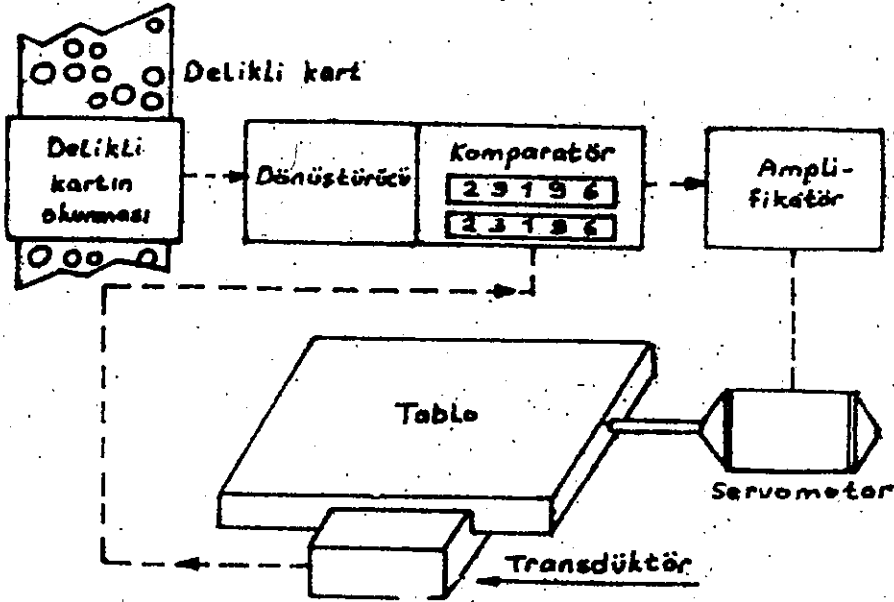 Delikli kart
Delikli
kartın
okunması
Dönüştürücü
Komparatör
2 9 1 9 6
2 3 1 9 6
Ampli-
fikatör
Tablo
Servomotor
Transdüktör